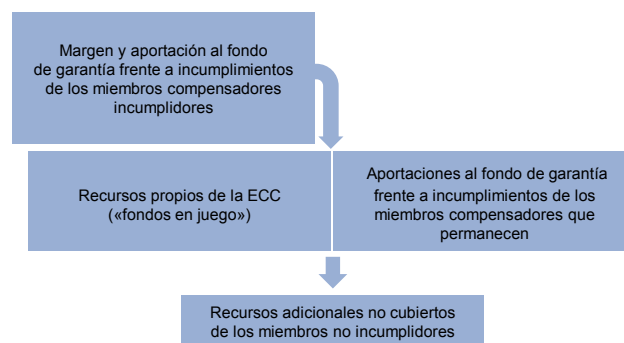 Margen y aportación al fondo
de garantía frente a incumplimientos
de los miembros compensadores
incumplidores
Recursos propios de la ECC
(«fondos en juego»)
Aportaciones al fondo de garantía
frente a incumplimientos de los
miembros compensadores que
permanecen
Recursos adicionales no cubiertos
de los miembros no incumplidores